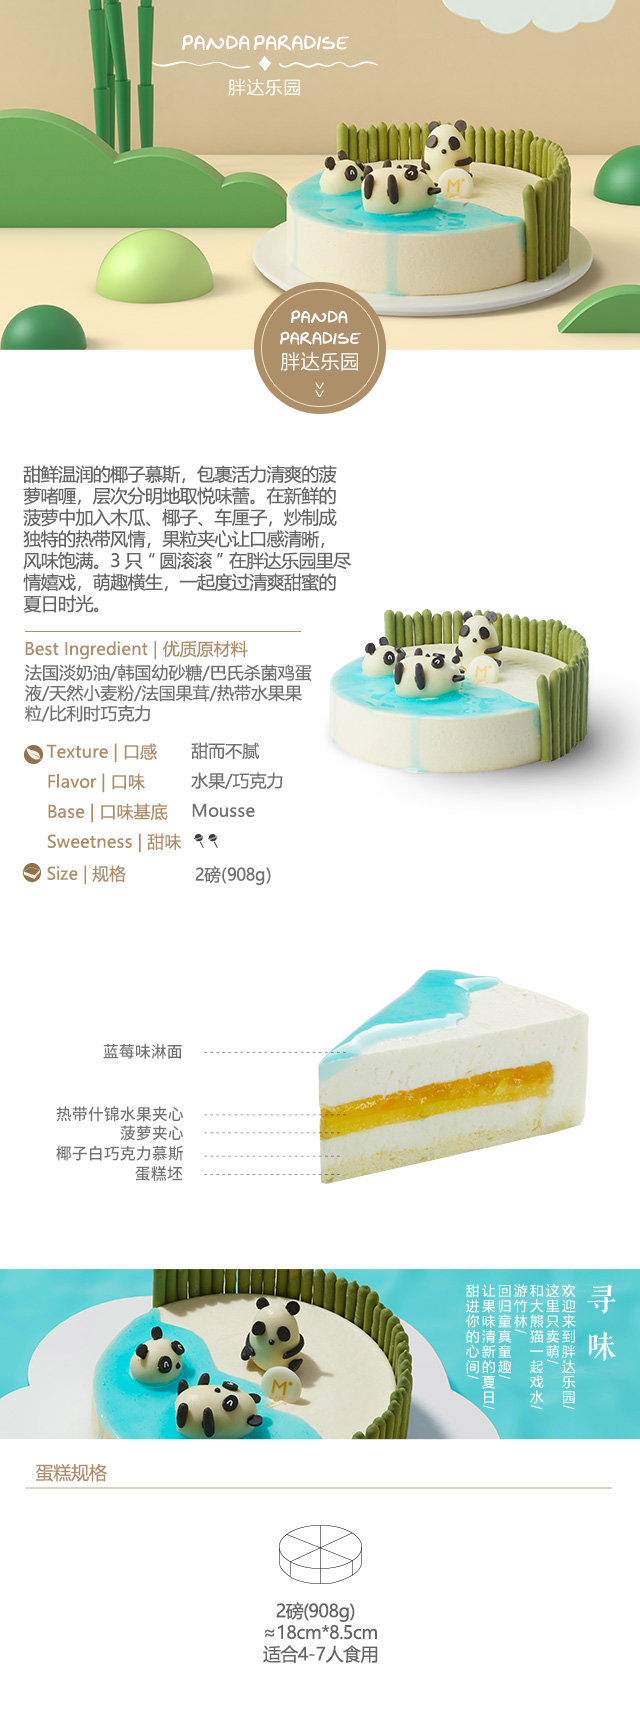 PANDA PARADISE
胖达乐园
M
PANDA
PARADISE
胖达乐园
甜鲜温润的椰子慕斯，包裹活力清爽的菠
萝啫喱，层次分明地取悦味蕾。在新鲜的
菠萝中加入木瓜、椰子、车厘子，炒制成
独特的热带风情，果粒夹心让口感清晰，
风味饱满。3 只 “ 圆滚滚 ” 在胖达乐园里尽
情嬉戏，萌趣横生，一起度过清爽甜蜜的
夏日时光。
Best Ingredient | 优质原材料
法国淡奶油/韩国幼砂糖/巴氏杀菌鸡蛋
液/天然小麦粉/法国果茸/热带水果果
粒/比利时巧克力
M
Texture | 口感 甜而不腻
Flavor | 口味 水果/巧克力
Base | 口味基底 Mousse
Sweetness | 甜味
Size | 规格 2磅(908g)
蓝莓味淋面
热带什锦水果夹心
菠萝夹心
椰子白巧克力慕斯
蛋糕坯
寻味
欢迎来到胖达乐园/
这里只卖萌/
和大熊猫一起戏水/
游竹林/
回归童真童趣/
让果味清新的夏日/
甜进你的心间/
M
蛋糕规格
2磅(908g)
≈18cm*8.5cm
适合4-7人食用